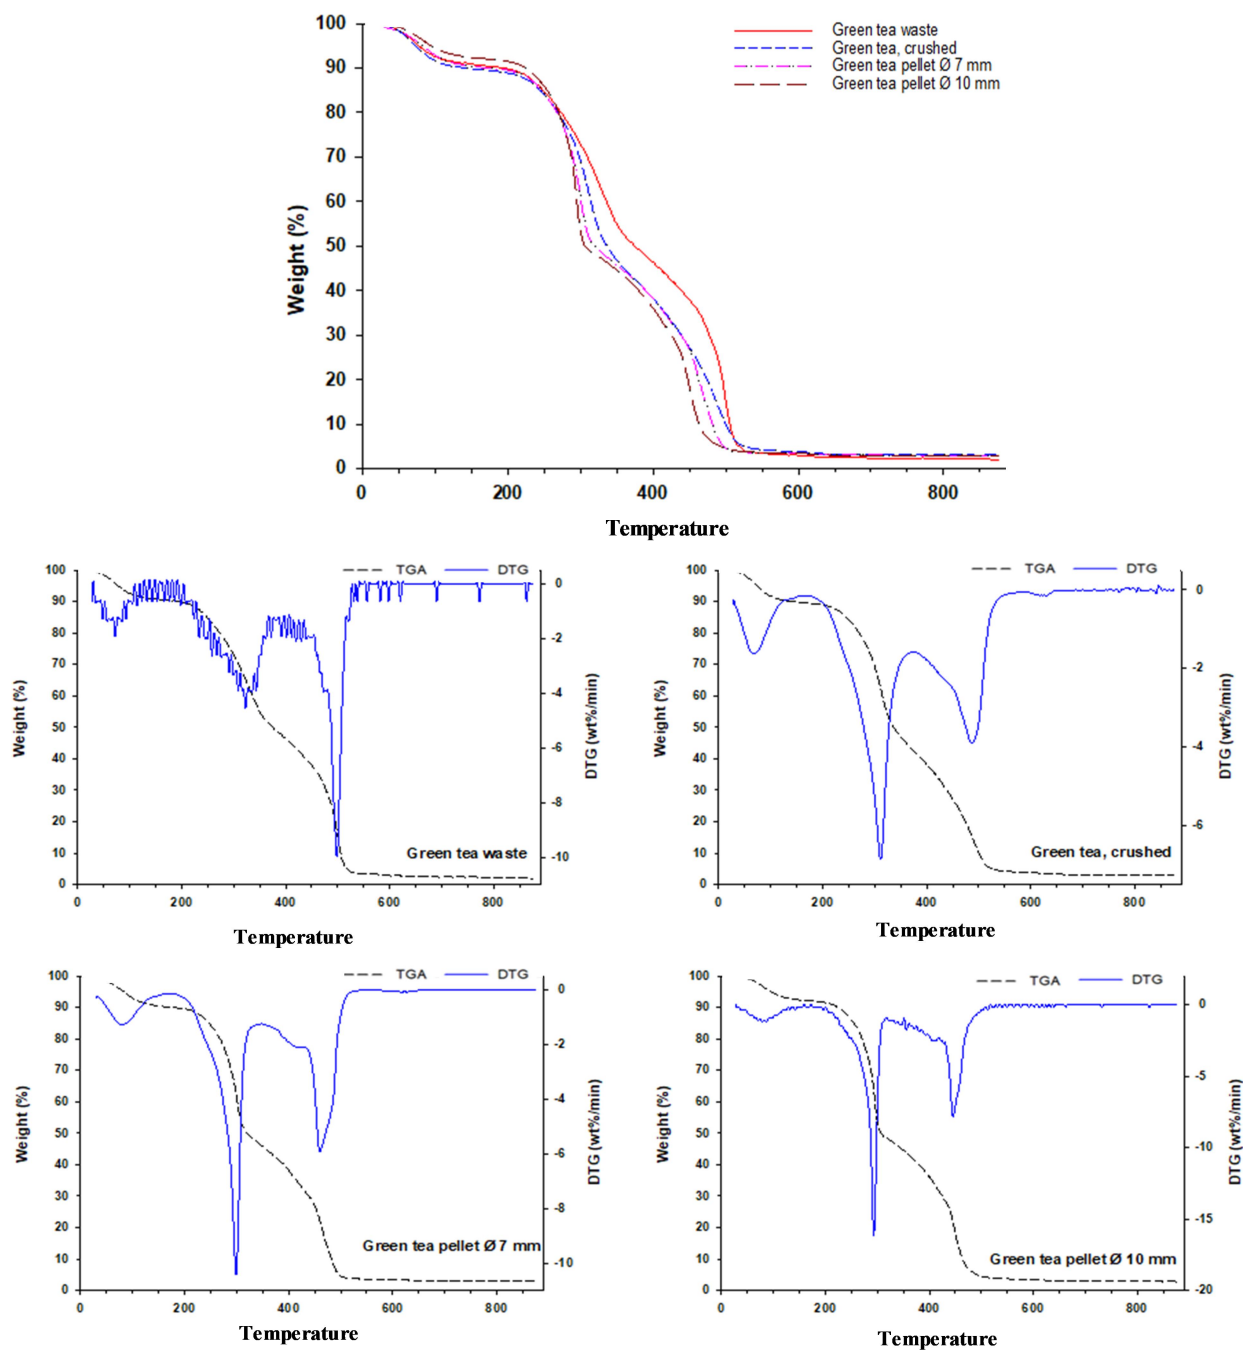 Green tea waste
Green tea, crushed
Green tea pellet Ø 7 mm
Green tea pellet Ø 10 mm
100
90
80
70
60
50
40
30
20
10
0
Weight (%)
0 200 400 600 800
Temperature
TGA DTG
100
90
80
70
60
50
40
30
20
10
0
Weight (%)
0
-2
-4
-6
-8
-10
DTG (wt%/min)
Green tea waste
0 200 400 600 800
Temperature
TGA DTG
100
90
80
70
60
50
40
30
20
10
0
Weight (%)
0
-2
-4
-6
DTG (wt%/min)
Green tea, crushed
0 200 400 600 800
Temperature
TGA DTG
100
90
80
70
60
50
40
30
20
10
0
Weight (%)
0
-2
-4
-6
-8
-10
DTG (wt%/min)
Green tea pellet Ø 7 mm
0 200 400 600 800
Temperature
TGA DTG
100
90
80
70
60
50
40
30
20
10
0
Weight (%)
0
-5
-10
-15
-20
DTG (wt%/min)
Green tea pellet Ø 10 mm
0 200 400 600 800
Temperature